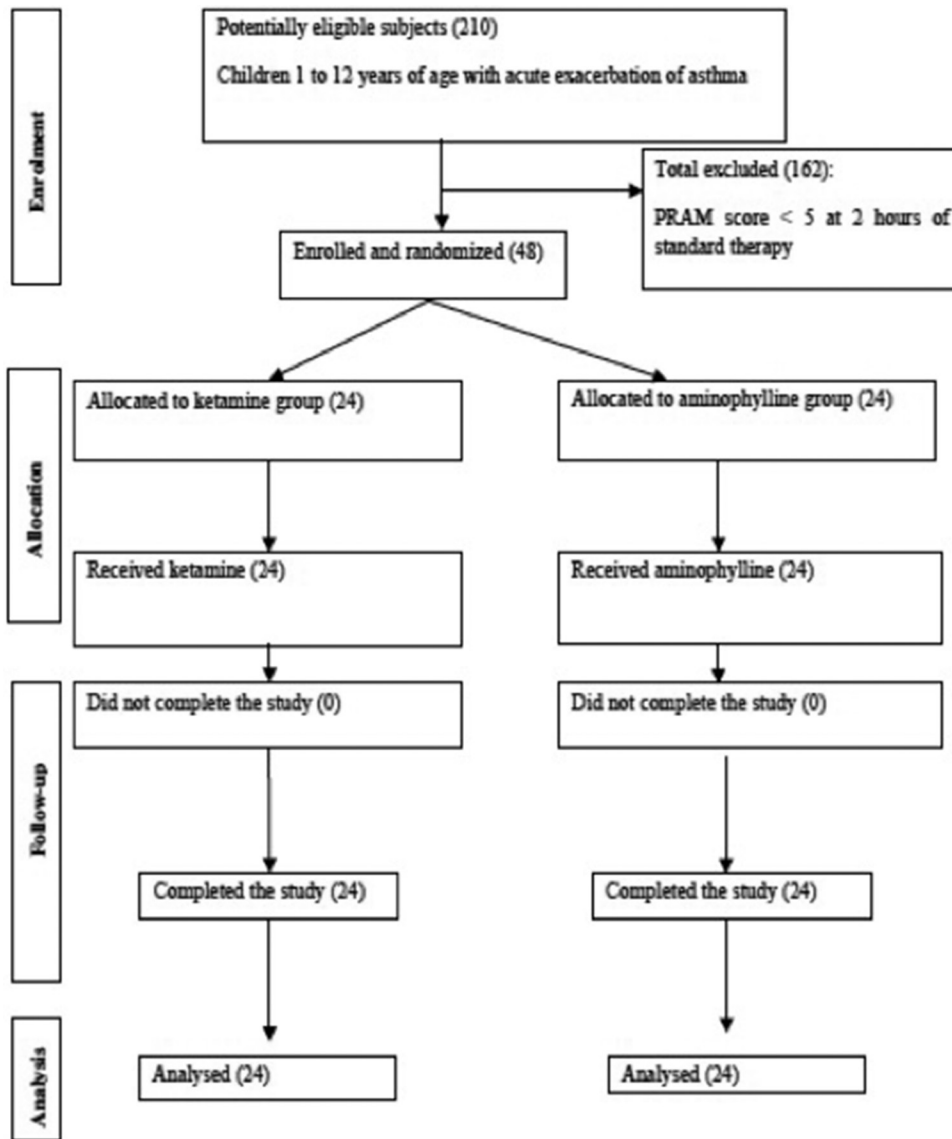 Enrolment
Potentially eligible subjects (210)
Children 1 to 12 years of age with acute exacerbation of asthma
Total excluded (162):
PRAM score < 5 at 2 hours of
standard therapy
Enrolled and randomized (48)
Allocation
Allocated to ketamine group (24)
Allocated to aminophylline group (24)
Received ketamine (24)
Received aminophylline (24)
Follow-up
Did not complete the study (0)
Did not complete the study (0)
Completed the study (24)
Completed the study (24)
Analysis
Analysed (24)
Analysed (24)